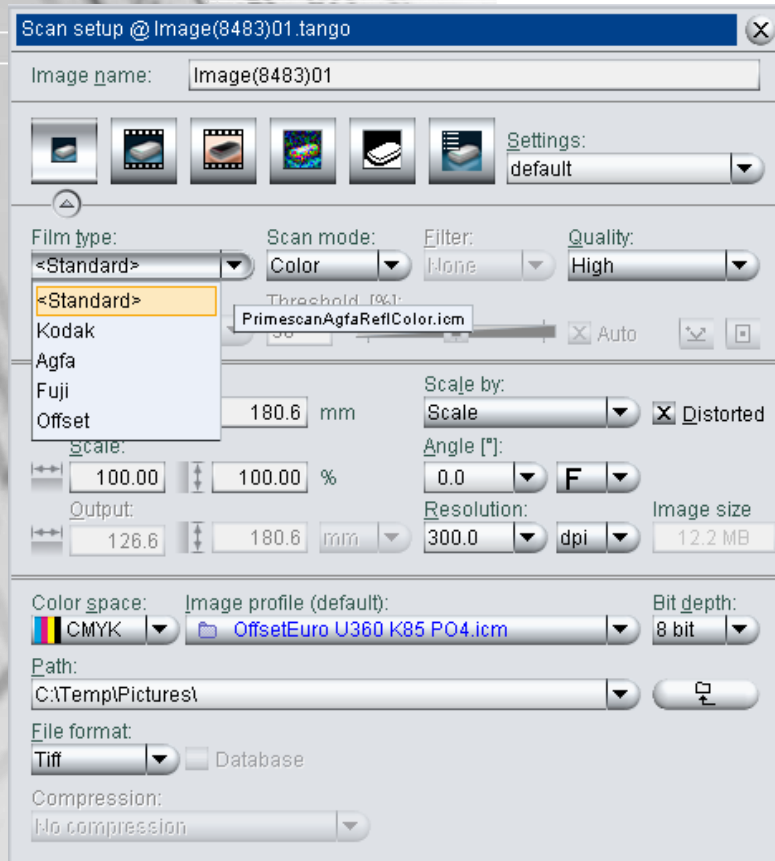 Scan setup @ Image(8483)01.tango
Image name: Image(8483)01
Settings:
default
Film type: Scan mode: Filter: Quality:
<Standard> Color None High
<Standard>
Kodak
Agfa
Fuji
Offset
Threshold [%]:
PrimescanAgfaReflColor.icm
Auto
Scale by:
180.6 mm Scale Distorted
Scale: Angle [°]:
100.00 100.00 % 0.0 F
Output: Resolution: Image size
126.6 180.6 mm 300.0 dpi 12.2 MB
Color space: Image profile (default): Bit depth:
CMYK OffsetEuro U360 K85 PO4.icm 8 bit
Path:
C:\Temp\Pictures\
File format:
Tiff Database
Compression:
No compression